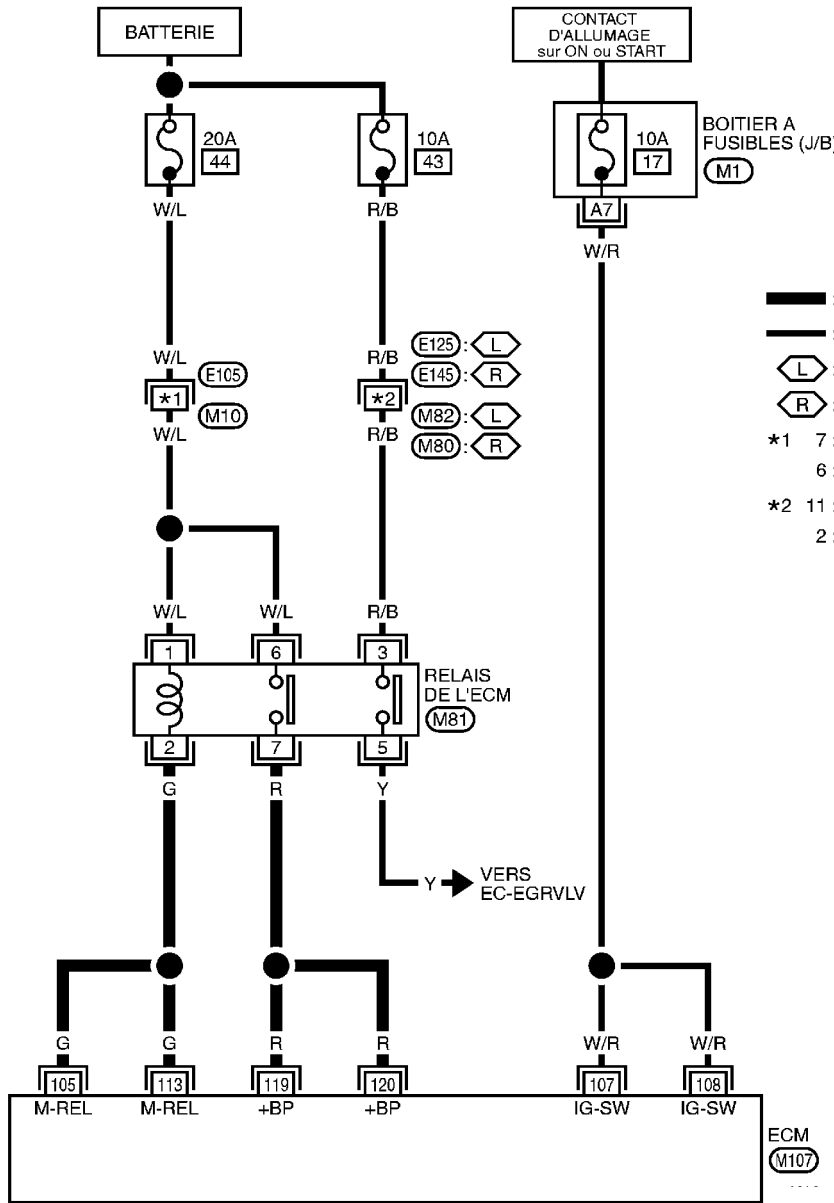 BATTERIE
CONTACT
D'ALLUMAGE
sur ON ou START
20A
44
10A
43
10A
17
BOITIER A
FUSIBLES (J/B)
M1
A7
W/L
R/B
W/R
W/L
R/B
E105
*1
M10
W/L
E125 : L
E145 : R
*2
M82 : L
M80 : R
R/B
:
:
L :
R :
*1 7 :
6 :
*2 11 :
2 :
W/L
W/L
R/B
1
6
3
RELAIS
DE L'ECM
M81
2
7
5
G
R
Y
Y
VERS
EC-EGRVLV
G
G
R
R
W/R
W/R
105
113
119
120
107
108
M-REL
M-REL
+BP
+BP
IG-SW
IG-SW
ECM
M107